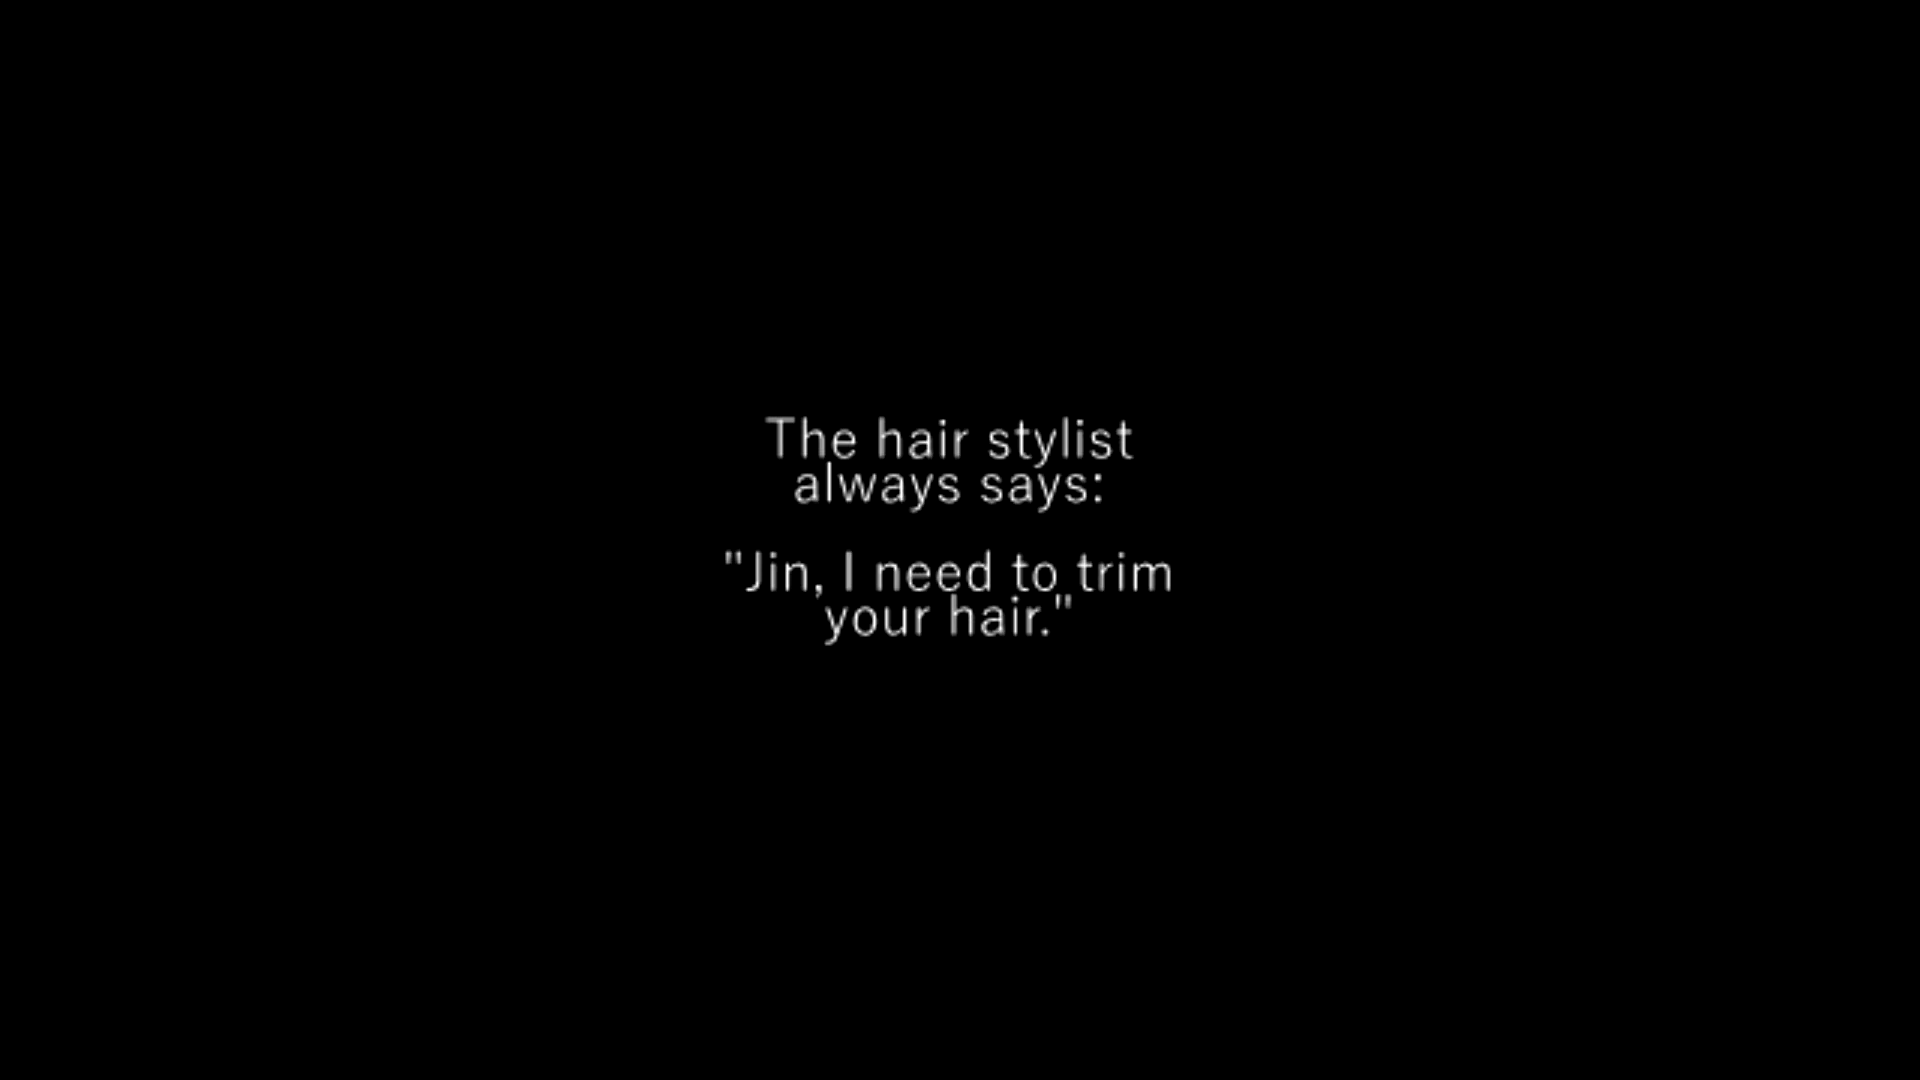 The hair stylist
always says:
"Jin, I need to trim
your hair."